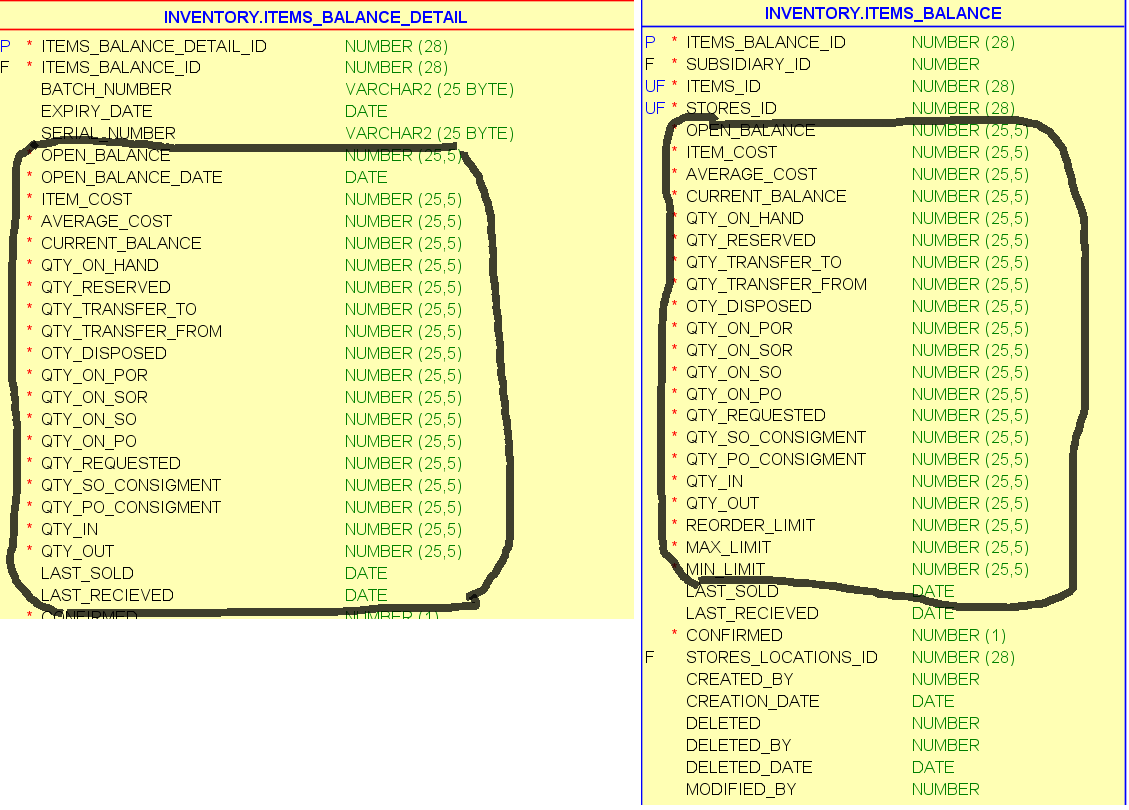 INVENTORY.ITEMS_BALANCE_DETAIL
P * ITEMS_BALANCE_DETAIL_ID NUMBER (28)
F * ITEMS_BALANCE_ID NUMBER (28)
BATCH_NUMBER VARCHAR2 (25 BYTE)
EXPIRY_DATE DATE
SERIAL_NUMBER VARCHAR2 (25 BYTE)
* OPEN_BALANCE NUMBER (25,5)
* OPEN_BALANCE_DATE DATE
* ITEM_COST NUMBER (25,5)
* AVERAGE_COST NUMBER (25,5)
* CURRENT_BALANCE NUMBER (25,5)
* QTY_ON_HAND NUMBER (25,5)
* QTY_RESERVED NUMBER (25,5)
* QTY_TRANSFER_TO NUMBER (25,5)
* QTY_TRANSFER_FROM NUMBER (25,5)
* OTY_DISPOSED NUMBER (25,5)
* QTY_ON_POR NUMBER (25,5)
* QTY_ON_SOR NUMBER (25,5)
* QTY_ON_SO NUMBER (25,5)
* QTY_ON_PO NUMBER (25,5)
* QTY_REQUESTED NUMBER (25,5)
* QTY_SO_CONSIGMENT NUMBER (25,5)
* QTY_PO_CONSIGMENT NUMBER (25,5)
* QTY_IN NUMBER (25,5)
* QTY_OUT NUMBER (25,5)
LAST_SOLD DATE
LAST_RECIEVED DATE
* CONFIRMED NUMBER (1)
INVENTORY.ITEMS_BALANCE
P * ITEMS_BALANCE_ID NUMBER (28)
F * SUBSIDIARY_ID NUMBER
UF * ITEMS_ID NUMBER (28)
UF * STORES_ID NUMBER (28)
* OPEN_BALANCE NUMBER (25,5)
* ITEM_COST NUMBER (25,5)
* AVERAGE_COST NUMBER (25,5)
* CURRENT_BALANCE NUMBER (25,5)
* QTY_ON_HAND NUMBER (25,5)
* QTY_RESERVED NUMBER (25,5)
* QTY_TRANSFER_TO NUMBER (25,5)
* QTY_TRANSFER_FROM NUMBER (25,5)
* OTY_DISPOSED NUMBER (25,5)
* QTY_ON_POR NUMBER (25,5)
* QTY_ON_SOR NUMBER (25,5)
* QTY_ON_SO NUMBER (25,5)
* QTY_ON_PO NUMBER (25,5)
* QTY_REQUESTED NUMBER (25,5)
* QTY_SO_CONSIGMENT NUMBER (25,5)
* QTY_PO_CONSIGMENT NUMBER (25,5)
* QTY_IN NUMBER (25,5)
* QTY_OUT NUMBER (25,5)
* REORDER_LIMIT NUMBER (25,5)
* MAX_LIMIT NUMBER (25,5)
* MIN_LIMIT NUMBER (25,5)
LAST_SOLD DATE
LAST_RECIEVED DATE
* CONFIRMED NUMBER (1)
F STORES_LOCATIONS_ID NUMBER (28)
CREATED_BY NUMBER
CREATION_DATE DATE
DELETED NUMBER
DELETED_BY NUMBER
DELETED_DATE DATE
MODIFIED_BY NUMBER